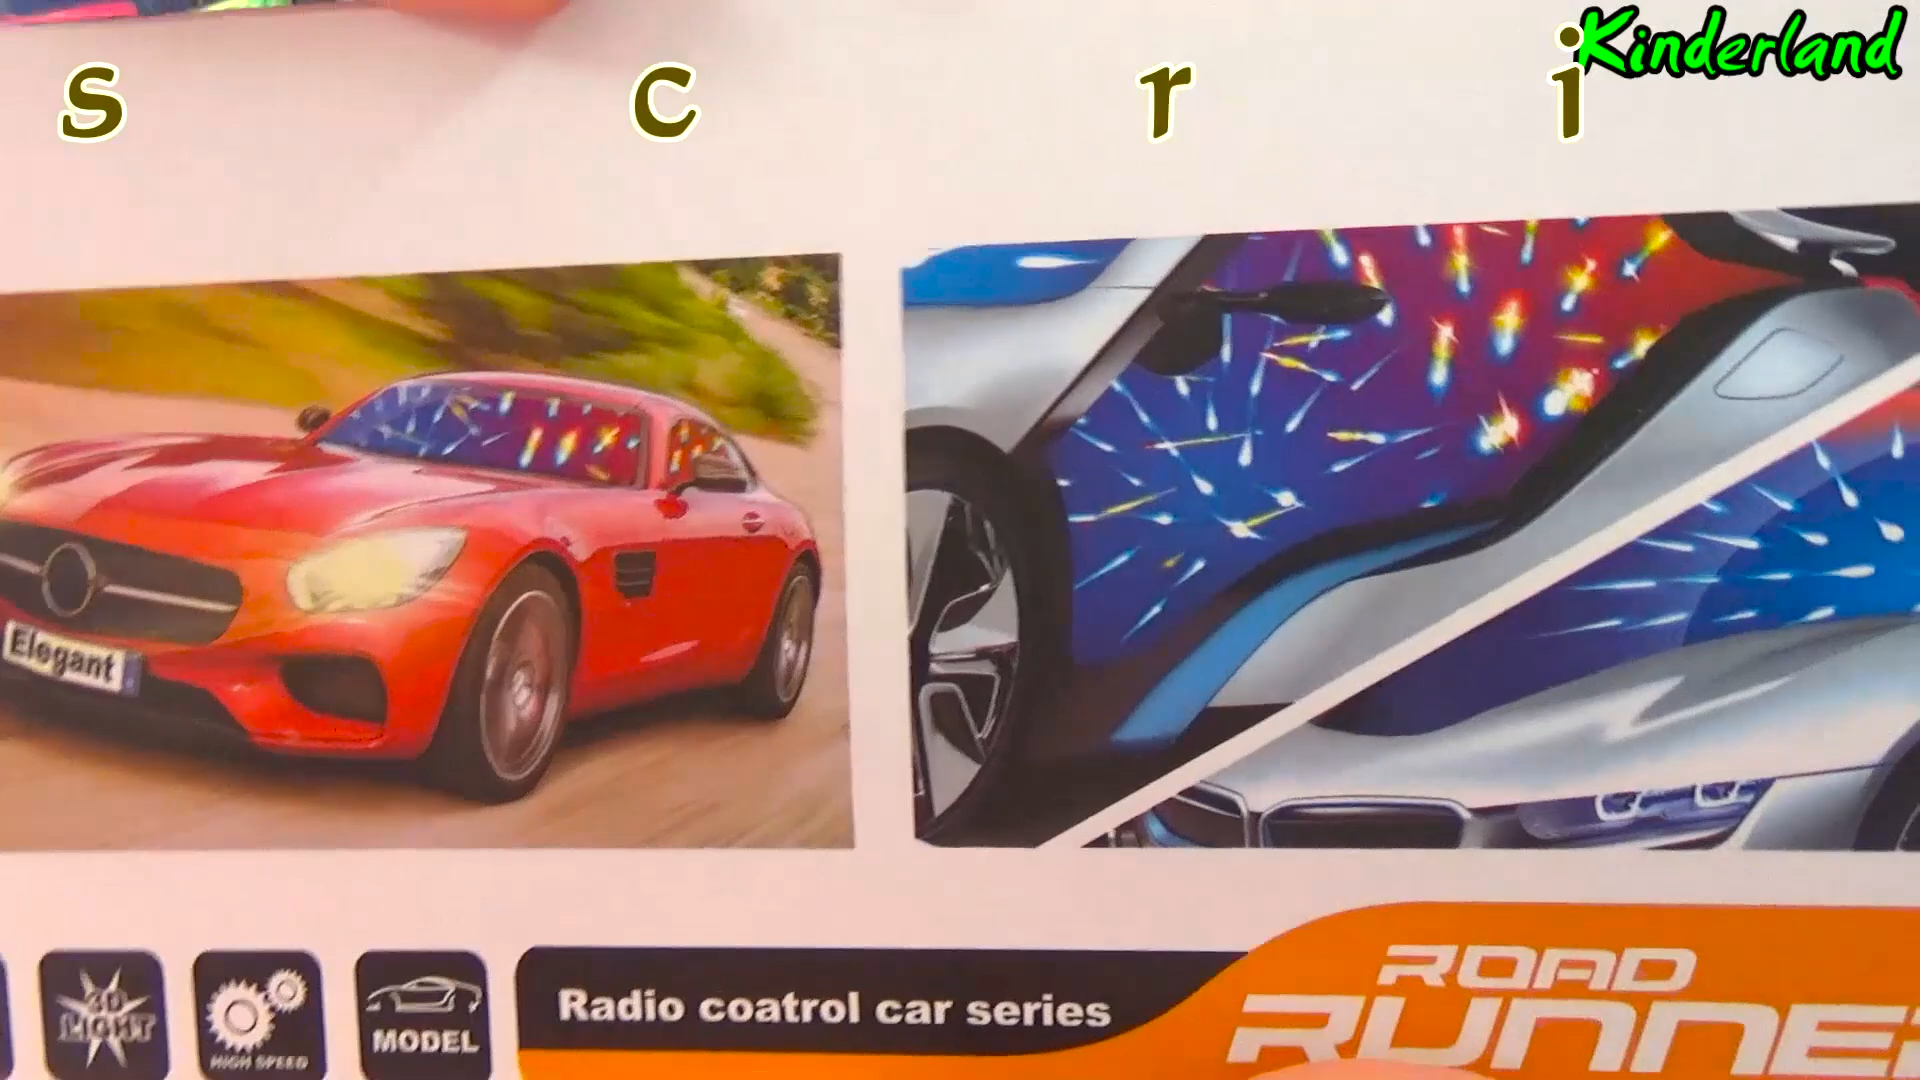 Kinderland
s c r i
Elegant
3D
LIGHT
HIGH SPEED
MODEL
Radio coatrol car series
ROAD
RUNNE